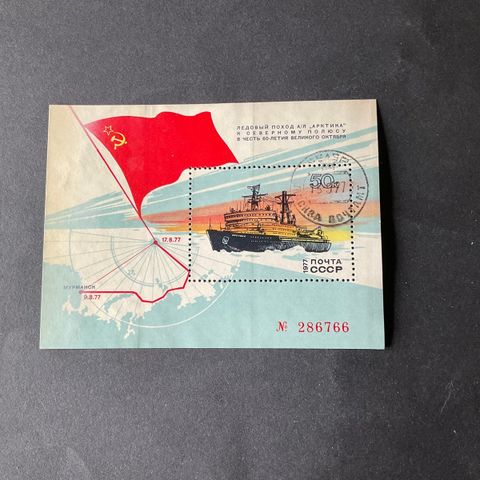 ЛЕДОВЫЙ ПОХОД А/Л „АРКТИКА"
К СЕВЕРНОМУ ПОЛЮСУ
В ЧЕСТЬ 60-ЛЕТИЯ ВЕЛИКОГО ОКТЯБРЯ
50К
17.8.77
МУРМАНСК
9.8.77
1977
ПОЧТА
СССР
№ 286766
ПОЧТАМТ